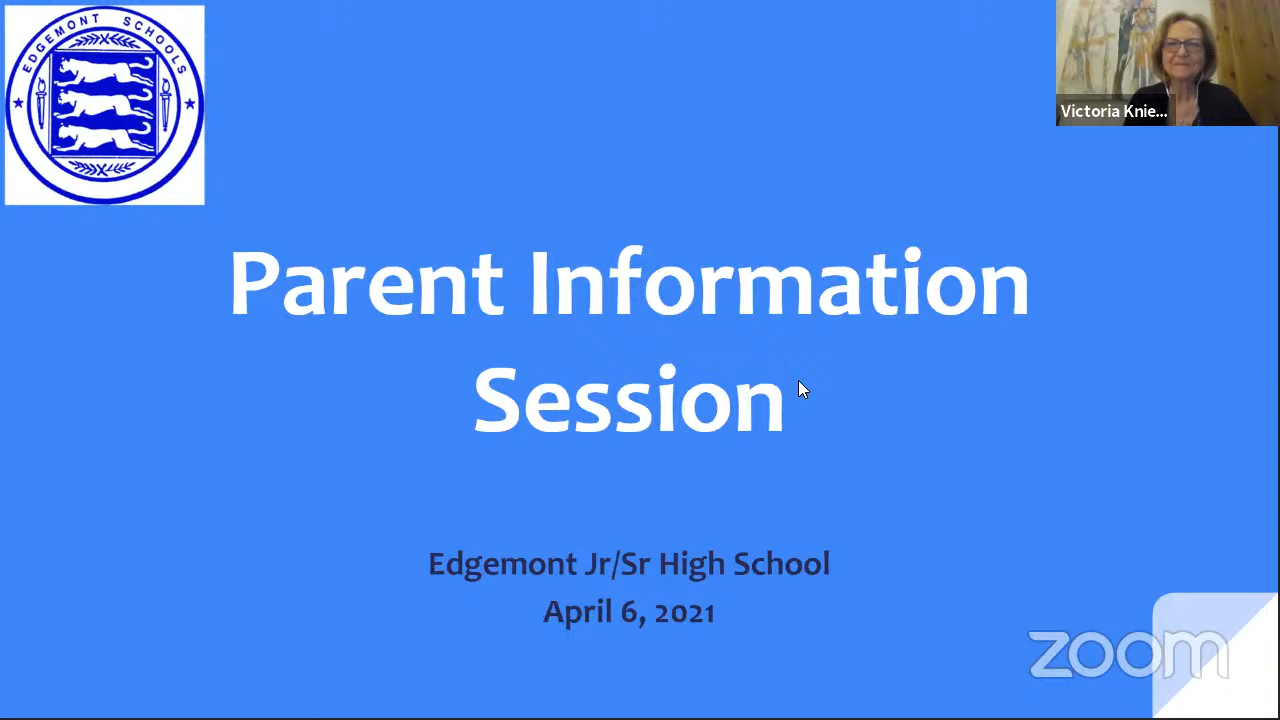 EDGEMONT SCHOOLS
Victoria Knie...
Parent Information
Session
Edgemont Jr/Sr High School
April 6, 2021
zoom